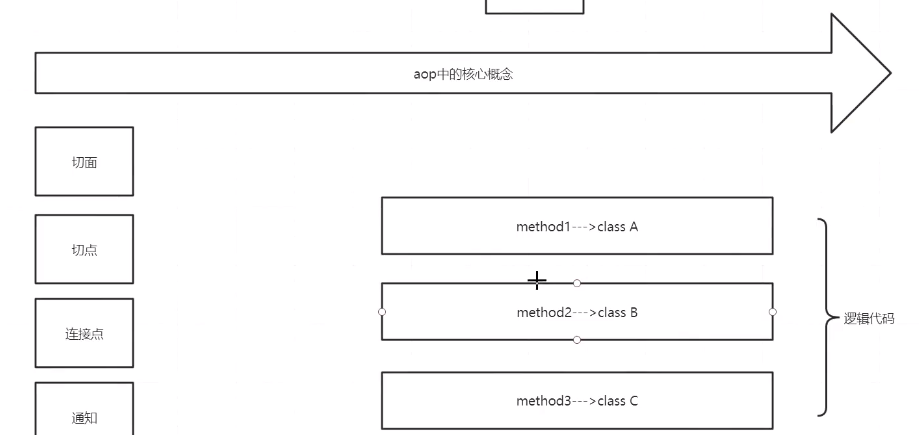 aop中的核心概念
切面
切点
连接点
通知
method1--->class A
method2--->class B
method3--->class C
逻辑代码